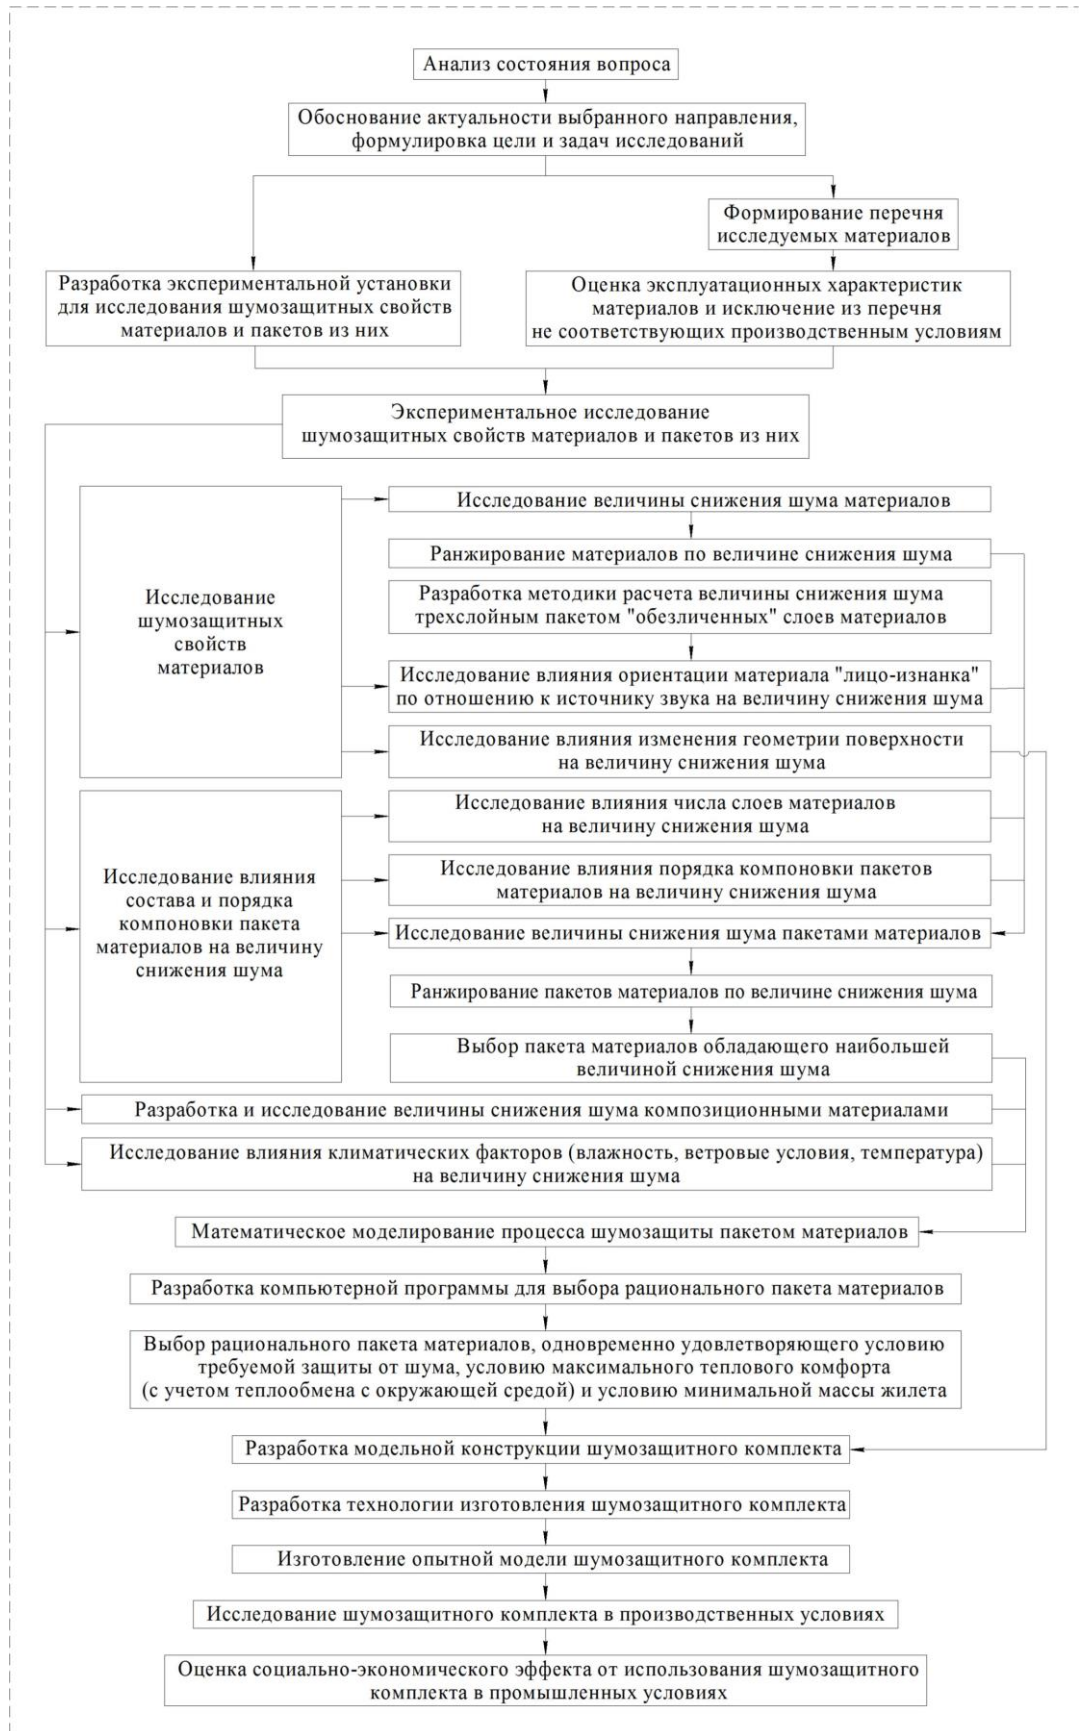 Анализ состояния вопроса
Обоснование актуальности выбранного направления,
формулировка цели и задач исследований
Формирование перечня
исследуемых материалов
Разработка экспериментальной установки
для исследования шумозащитных свойств
материалов и пакетов из них
Оценка эксплуатационных характеристик
материалов и исключение из перечня
не соответствующих производственным условиям
Экспериментальное исследование
шумозащитных свойств материалов и пакетов из них
Исследование
шумозащитных
свойств
материалов
Исследование величины снижения шума материалов
Ранжирование материалов по величине снижения шума
Разработка методики расчета величины снижения шума
трехслойным пакетом "обезличенных" слоев материалов
Исследование влияния ориентации материала "лицо-изнанка"
по отношению к источнику звука на величину снижения шума
Исследование влияния изменения геометрии поверхности
на величину снижения шума
Исследование влияния
состава и порядка
компоновки пакета
материалов на величину
снижения шума
Исследование влияния числа слоев материалов
на величину снижения шума
Исследование влияния порядка компоновки пакетов
материалов на величину снижения шума
Исследование величины снижения шума пакетами материалов
Ранжирование пакетов материалов по величине снижения шума
Выбор пакета материалов обладающего наибольшей
величиной снижения шума
Разработка и исследование величины снижения шума композиционными материалами
Исследование влияния климатических факторов (влажность, ветровые условия, температура)
на величину снижения шума
Математическое моделирование процесса шумозащиты пакетом материалов
Разработка компьютерной программы для выбора рационального пакета материалов
Выбор рационального пакета материалов, одновременно удовлетворяющего условию
требуемой защиты от шума, условию максимального теплового комфорта
(с учетом теплообмена с окружающей средой) и условию минимальной массы жилета
Разработка модельной конструкции шумозащитного комплекта
Разработка технологии изготовления шумозащитного комплекта
Изготовление опытной модели шумозащитного комплекта
Исследование шумозащитного комплекта в производственных условиях
Оценка социально-экономического эффекта от использования шумозащитного
комплекта в промышленных условиях